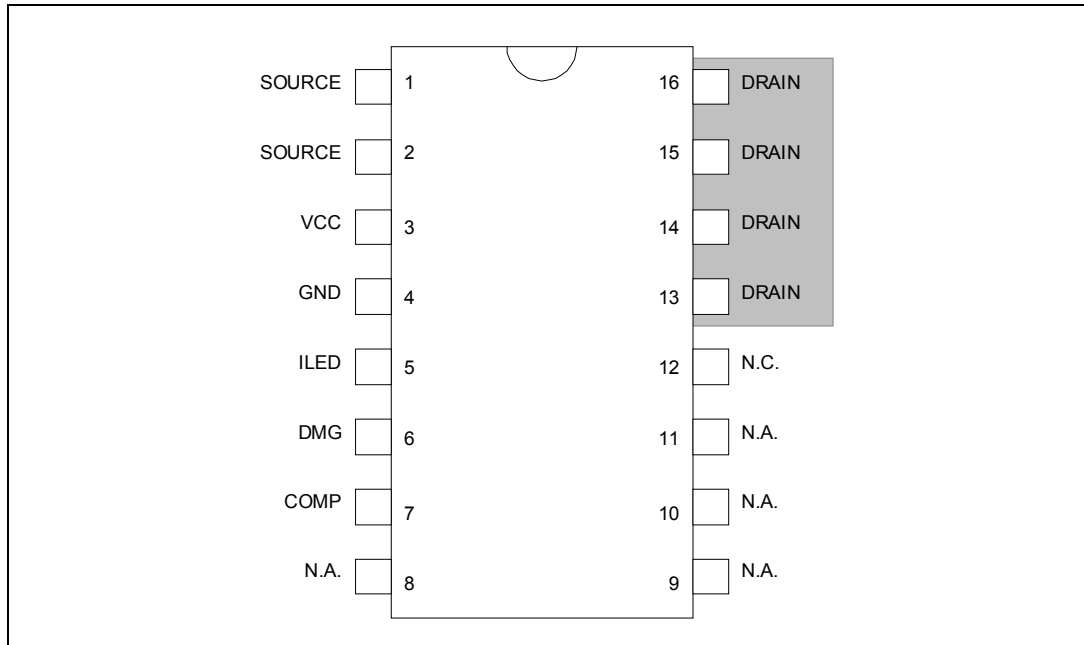 SOURCE 1 16 DRAIN
SOURCE 2 15 DRAIN
VCC 3 14 DRAIN
GND 4 13 DRAIN
ILED 5 12 N.C.
DMG 6 11 N.A.
COMP 7 10 N.A.
N.A. 8 9 N.A.